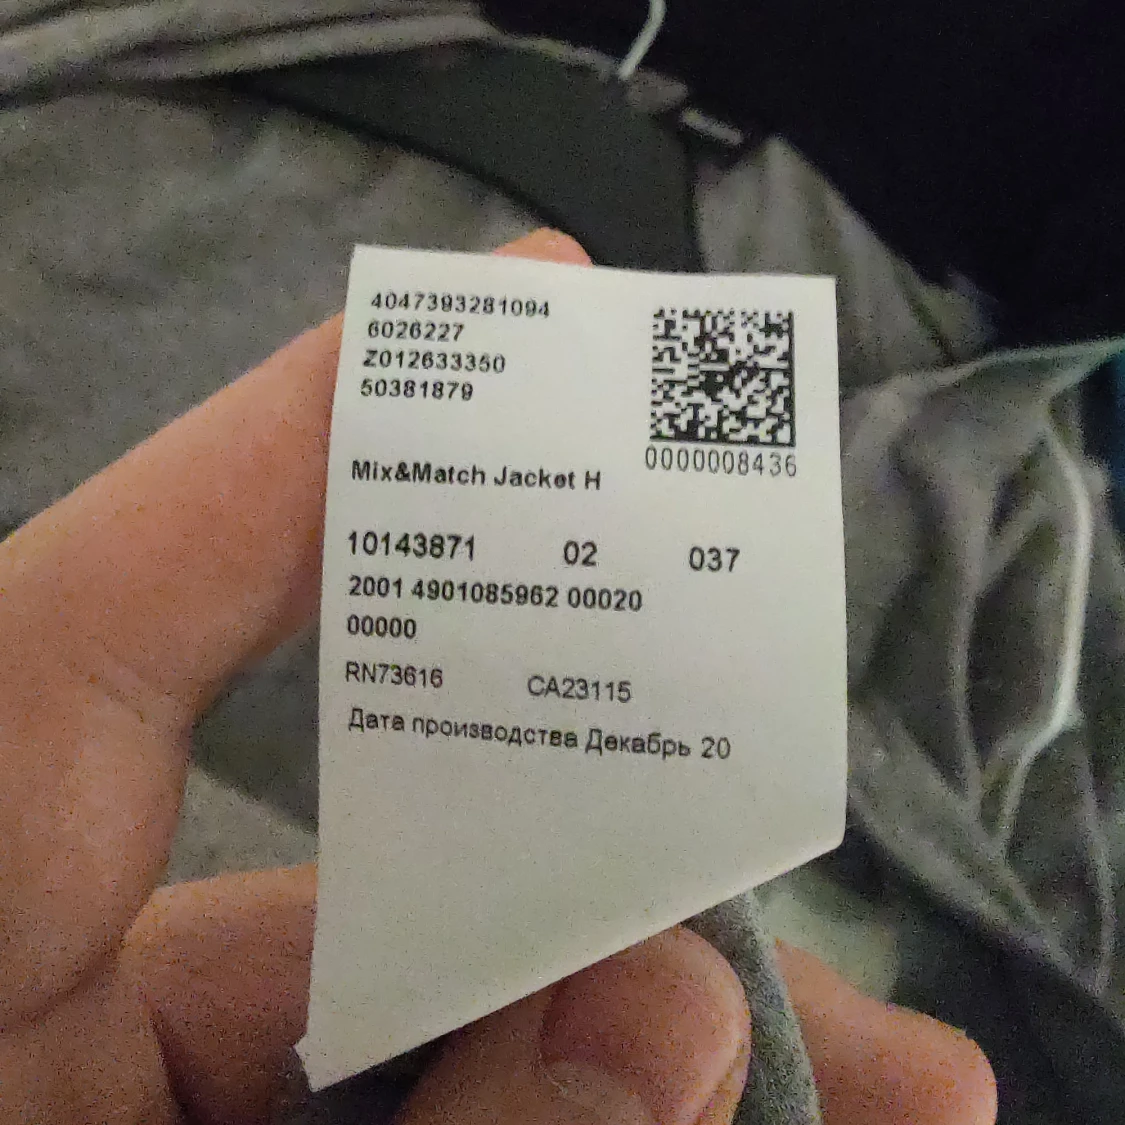 4047393281094
6026227
Z012633350
50381879
0000008436
Mix&Match Jacket H
10143871 02 037
2001 4901085962 00020
00000
RN73616 CA23115
Дата производства Декабрь 20